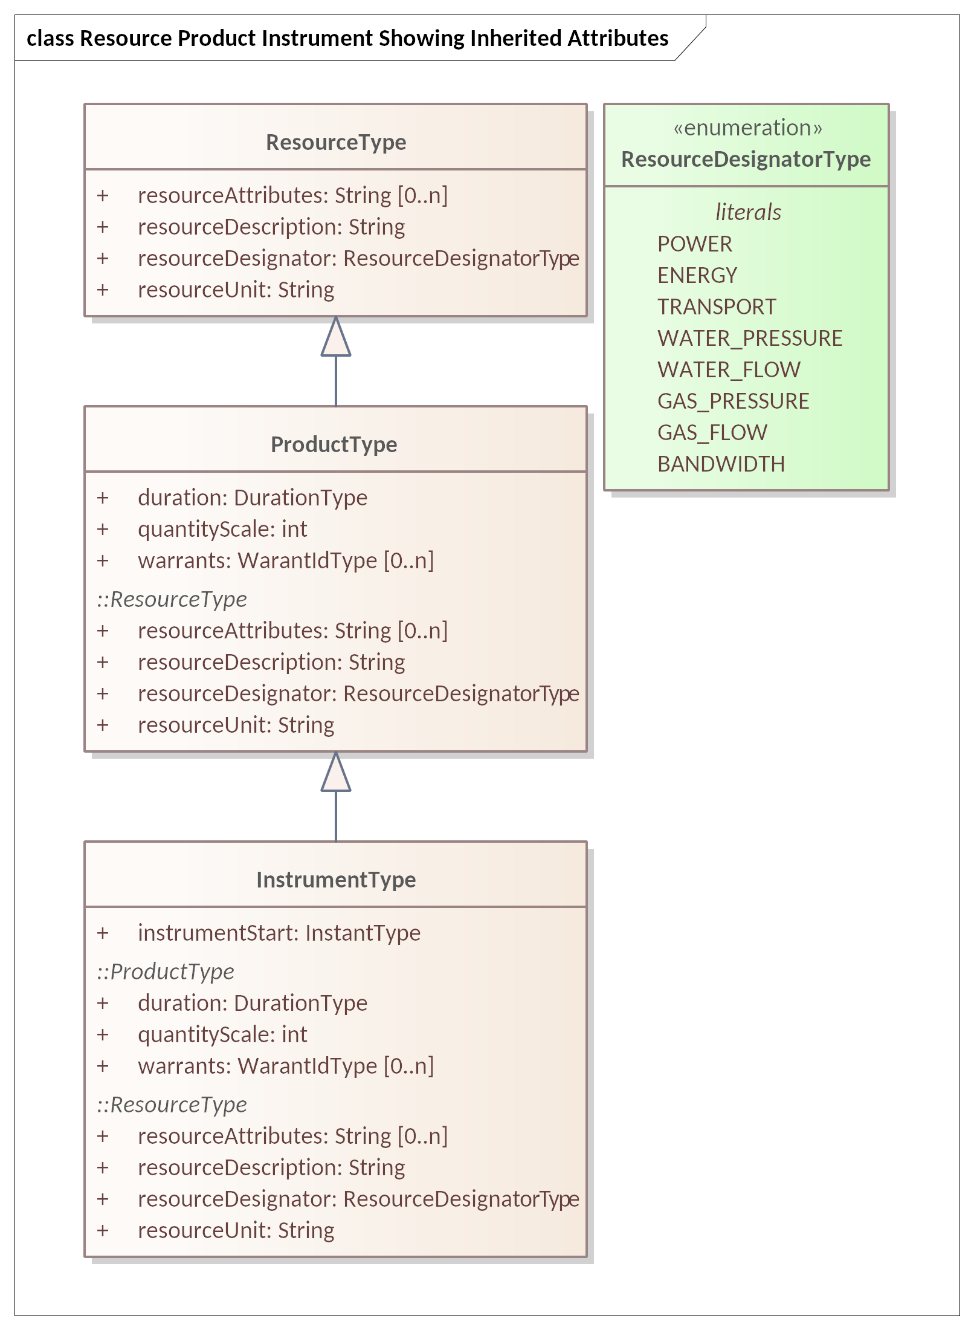 class Resource Product Instrument Showing Inherited Attributes
ResourceType
+ resourceAttributes: String [0..n]
+ resourceDescription: String
+ resourceDesignator: ResourceDesignatorType
+ resourceUnit: String
«enumeration»
ResourceDesignatorType
literals
POWER
ENERGY
TRANSPORT
WATER_PRESSURE
WATER_FLOW
GAS_PRESSURE
GAS_FLOW
BANDWIDTH
ProductType
+ duration: DurationType
+ quantityScale: int
+ warrants: WarantIdType [0..n]
::ResourceType
+ resourceAttributes: String [0..n]
+ resourceDescription: String
+ resourceDesignator: ResourceDesignatorType
+ resourceUnit: String
InstrumentType
+ instrumentStart: InstantType
::ProductType
+ duration: DurationType
+ quantityScale: int
+ warrants: WarantIdType [0..n]
::ResourceType
+ resourceAttributes: String [0..n]
+ resourceDescription: String
+ resourceDesignator: ResourceDesignatorType
+ resourceUnit: String